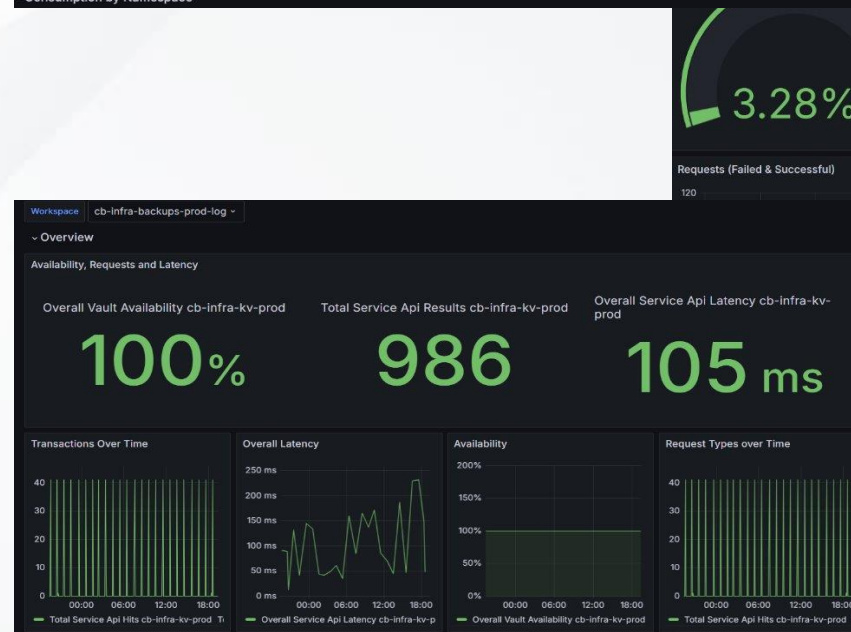 Consumption by Namespace
3.28%
Requests (Failed & Successful)
120
Workspace cb-infra-backups-prod-log
Overview
Availability, Requests and Latency
Overall Vault Availability cb-infra-kv-prod
100%
Total Service Api Results cb-infra-kv-prod
986
Overall Service Api Latency cb-infra-kv-
prod
105 ms
Transactions Over Time
40
30
20
10
0
00:00 06:00 12:00 18:00
Total Service Api Hits cb-infra-kv-prod
Overall Latency
250 ms
200 ms
150 ms
100 ms
50 ms
0 ms
00:00 06:00 12:00 18:00
Overall Service Api Latency cb-infra-kv-p
Availability
200%
150%
100%
50%
0%
00:00 06:00 12:00 18:00
Overall Vault Availability cb-infra-kv-prod
Request Types over Time
40
30
20
10
0
00:00 06:00 12:00 18:00
Total Service Api Hits cb-infra-kv-prod